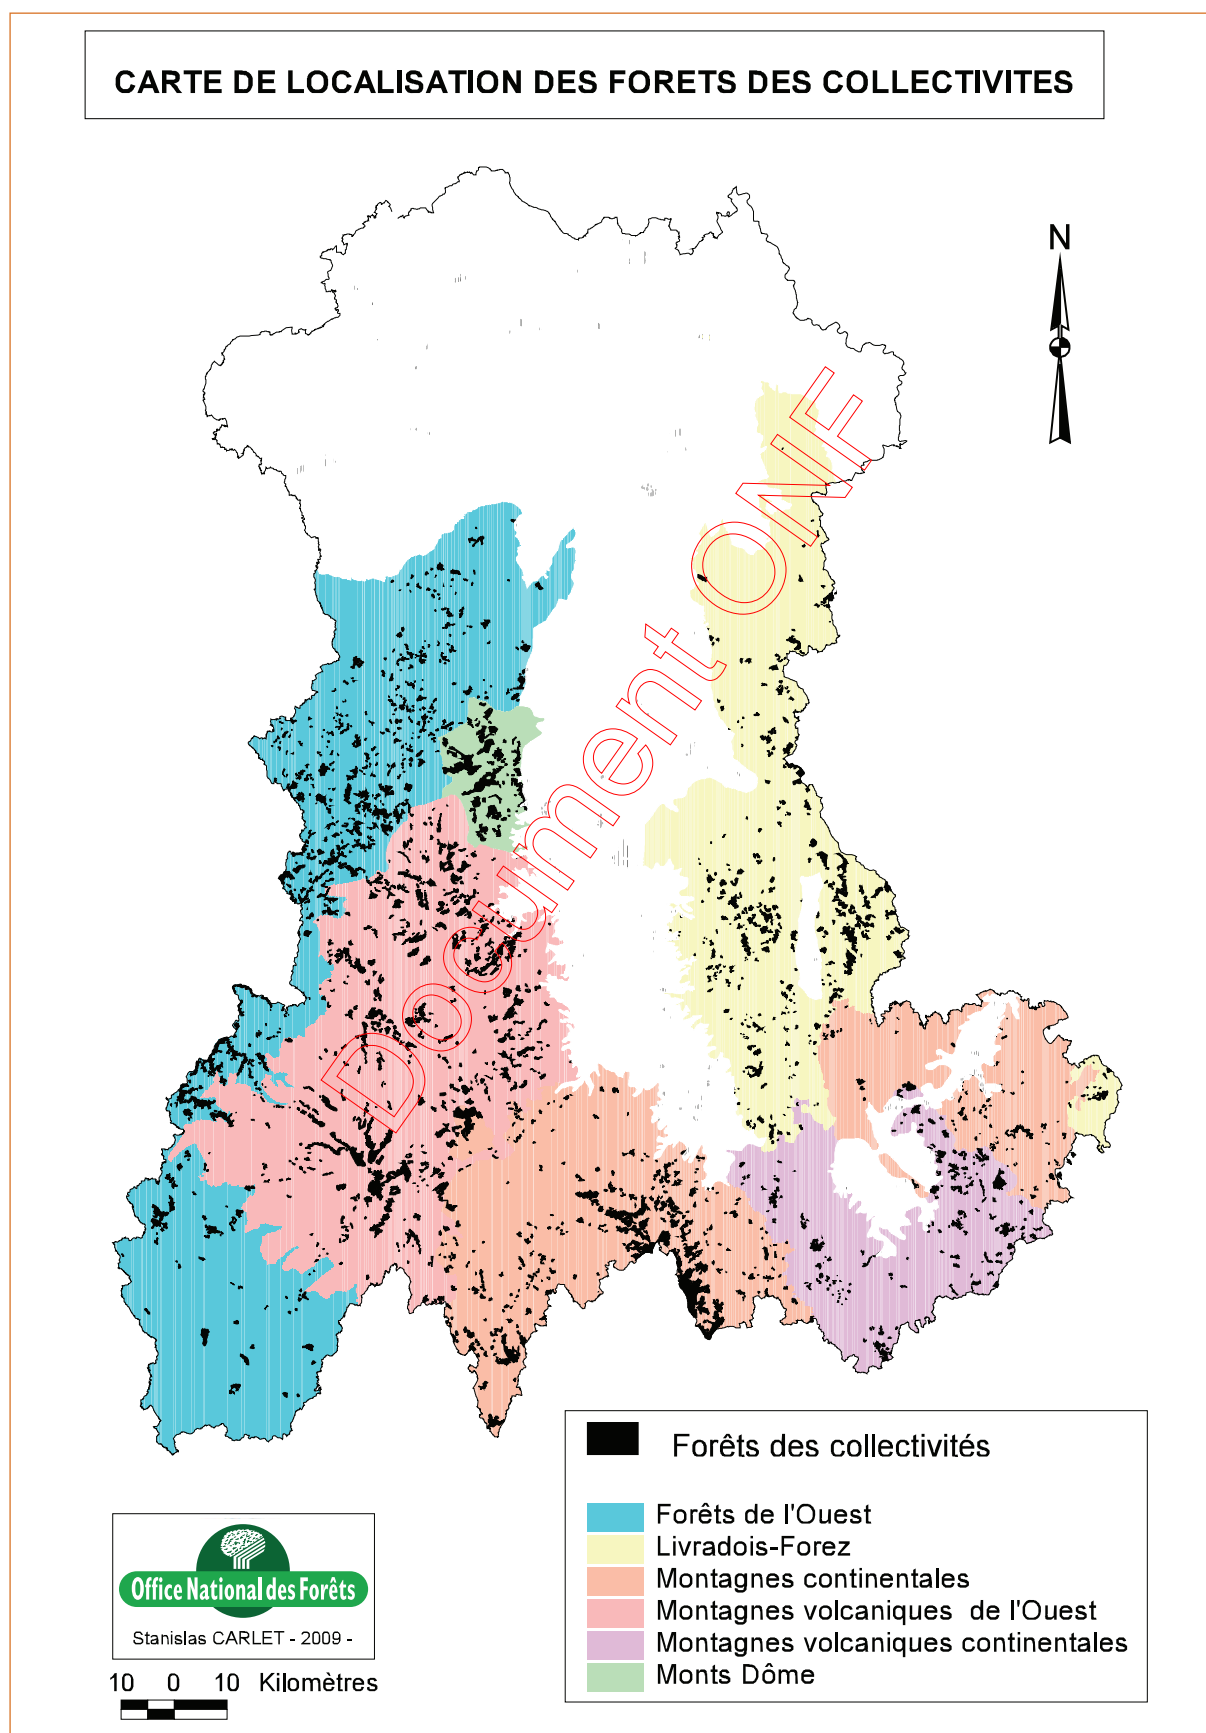 CARTE DE LOCALISATION DES FORETS DES COLLECTIVITES
N
Document ONF
Forêts des collectivités
Forêts de l'Ouest
Livradois-Forez
Montagnes continentales
Montagnes volcaniques de l'Ouest
Montagnes volcaniques continentales
Monts Dôme
Office National des Forêts
Stanislas CARLET - 2009 -
10 0 10 Kilomètres